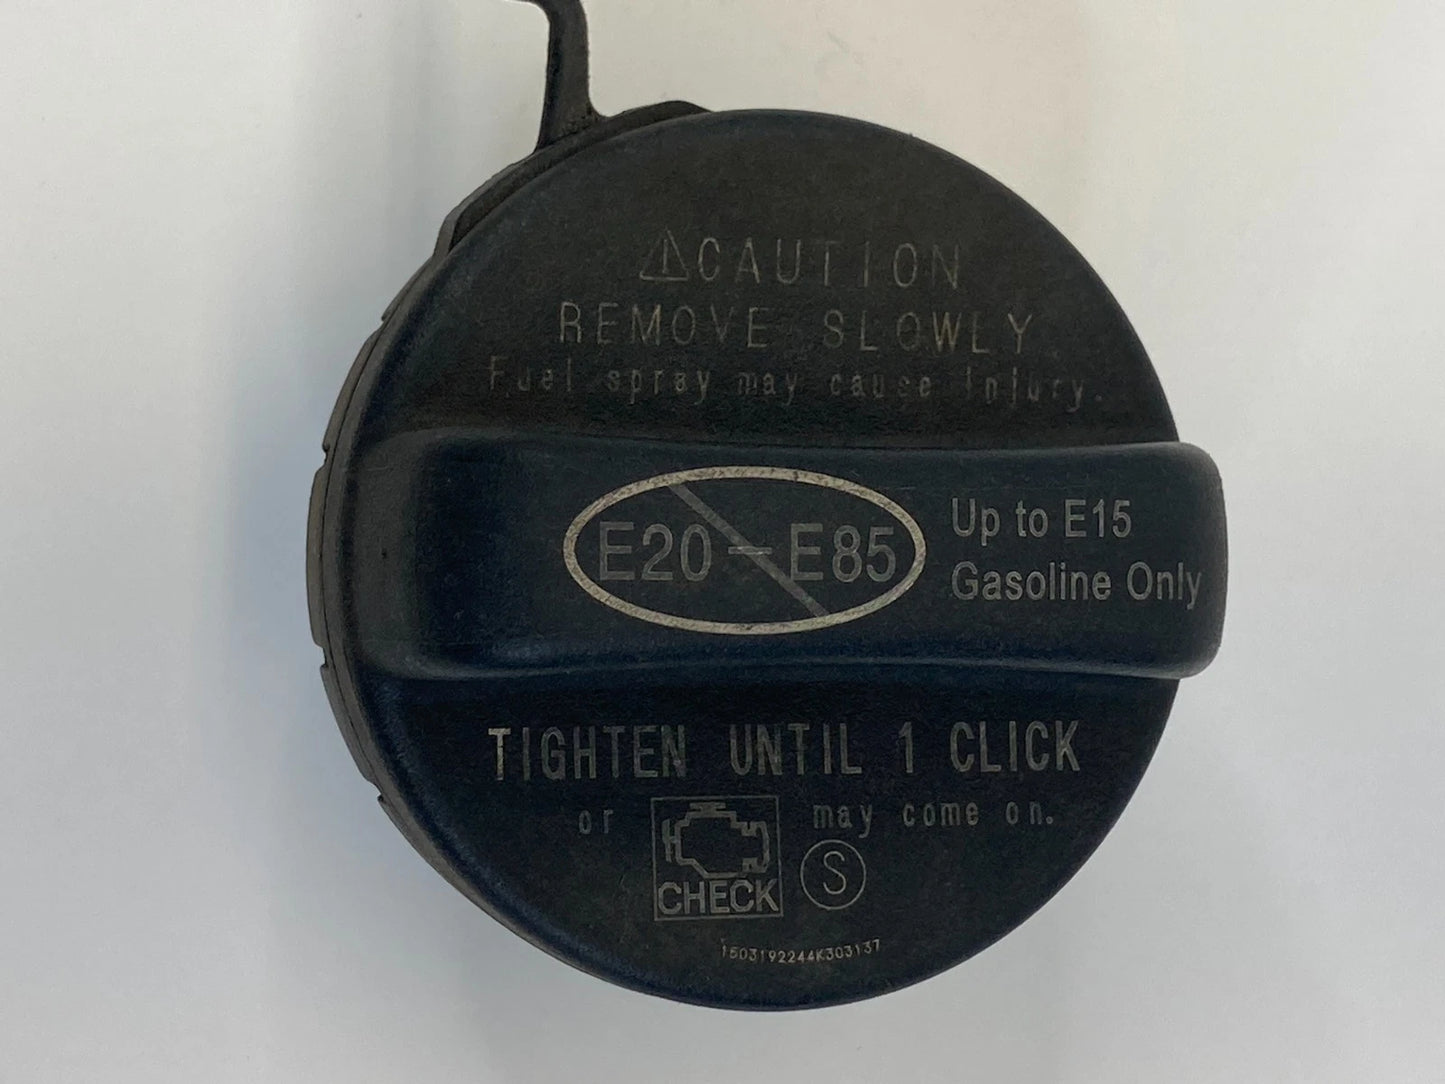 ⚠CAUTION
REMOVE SLOWLY
Fuel spray may cause injury.
E20-E85
Up to E15
Gasoline Only
TIGHTEN UNTIL 1 CLICK
or CHECK may come on.
S
1503192244K303137